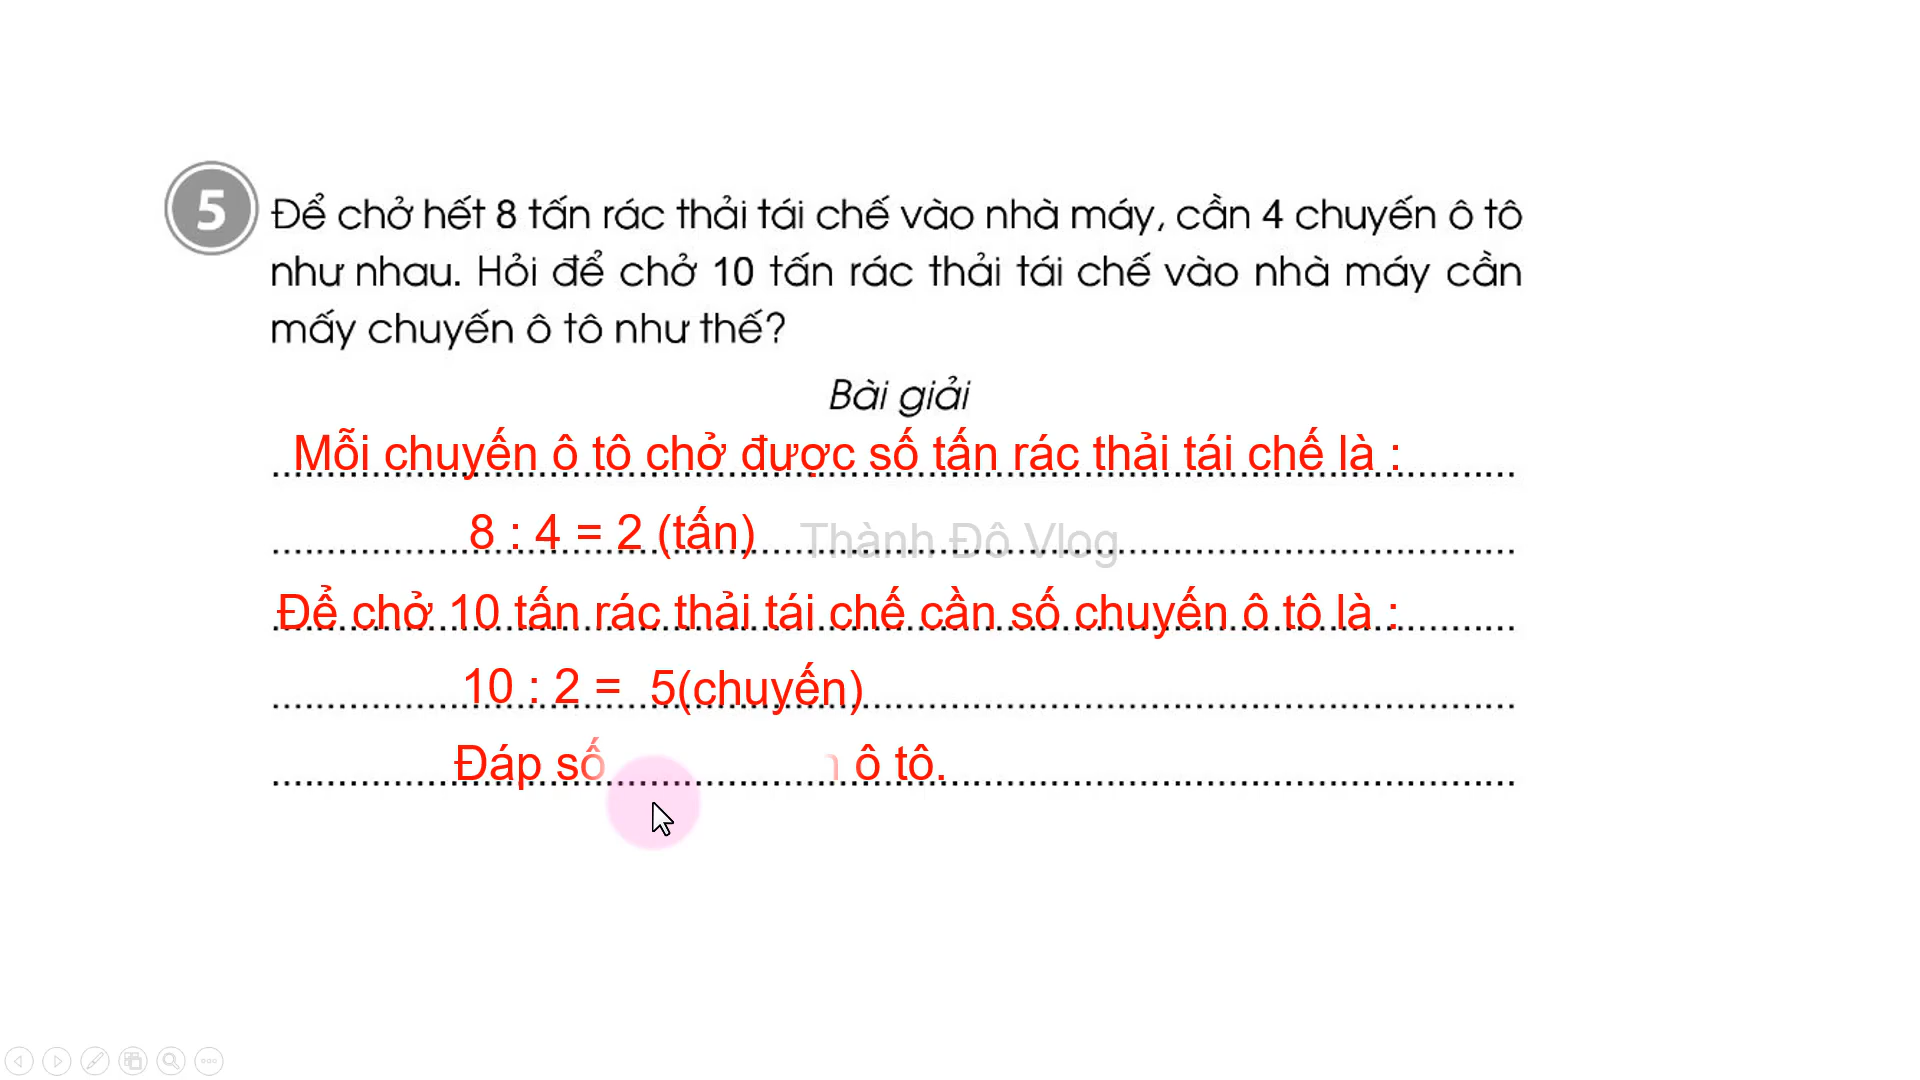 5
Để chở hết 8 tấn rác thải tái chế vào nhà máy, cần 4 chuyến ô tô
như nhau. Hỏi để chở 10 tấn rác thải tái chế vào nhà máy cần
mấy chuyến ô tô như thế?
Bài giải
Mỗi chuyến ô tô chở được số tấn rác thải tái chế là :
8 : 4 = 2 (tấn)
Thành Đô Vlog
Để chở 10 tấn rác thải tái chế cần số chuyến ô tô là :
10 : 2 = 5(chuyến)
Đáp số ô tô.